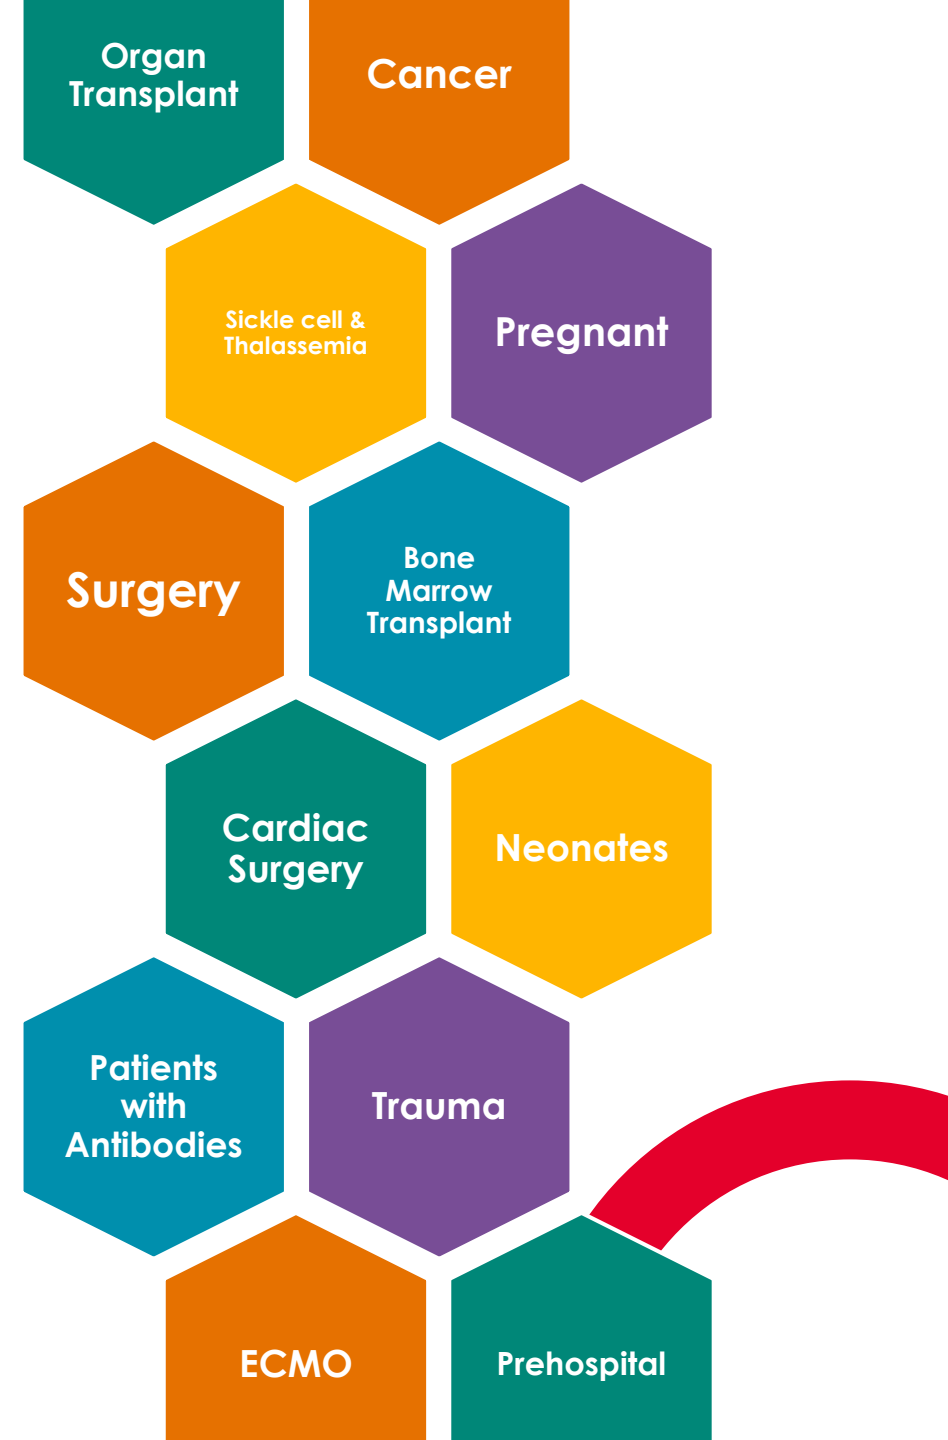 Organ
Transplant
Cancer
Sickle cell &
Thalassemia
Pregnant
Surgery
Bone
Marrow
Transplant
Cardiac
Surgery
Neonates
Patients
with
Antibodies
Trauma
ECMO
Prehospital